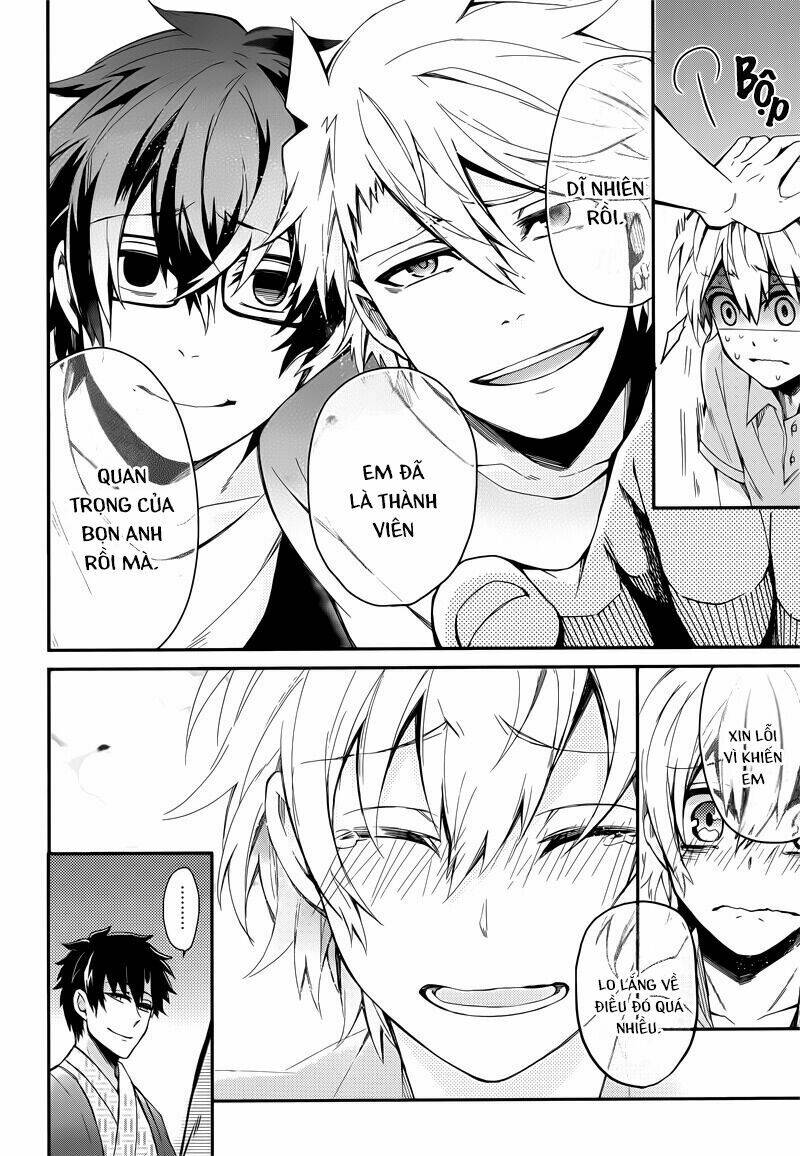 BỘP
DĨ NHIÊN
RỒI.
EM ĐÃ
LÀ THÀNH
VIÊN
QUAN
TRỌNG CỦA
BỌN ANH
RỒI MÀ.
XIN LỖI
VÌ KHIẾN
EM
LO LẮNG VỀ
ĐIỀU ĐÓ QUÁ
NHIỀU.
.........